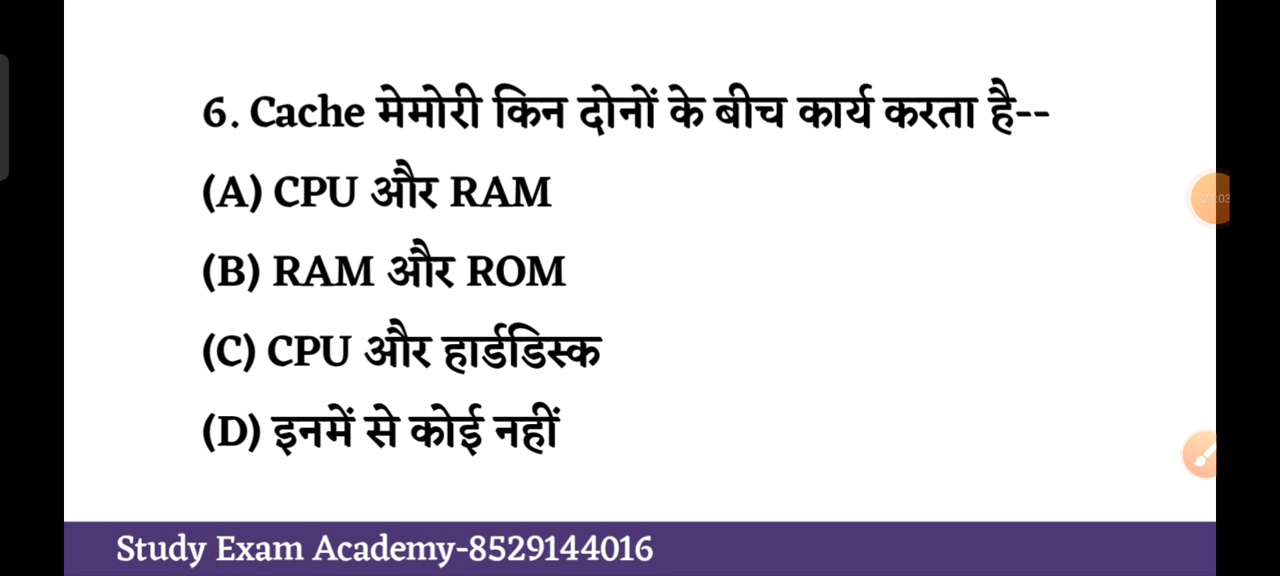 6. Cache मेमोरी किन दोनों के बीच कार्य करता है--
(A) CPU और RAM
(B) RAM और ROM
(C) CPU और हार्डडिस्क
(D) इनमें से कोई नहीं
Study Exam Academy-8529144016